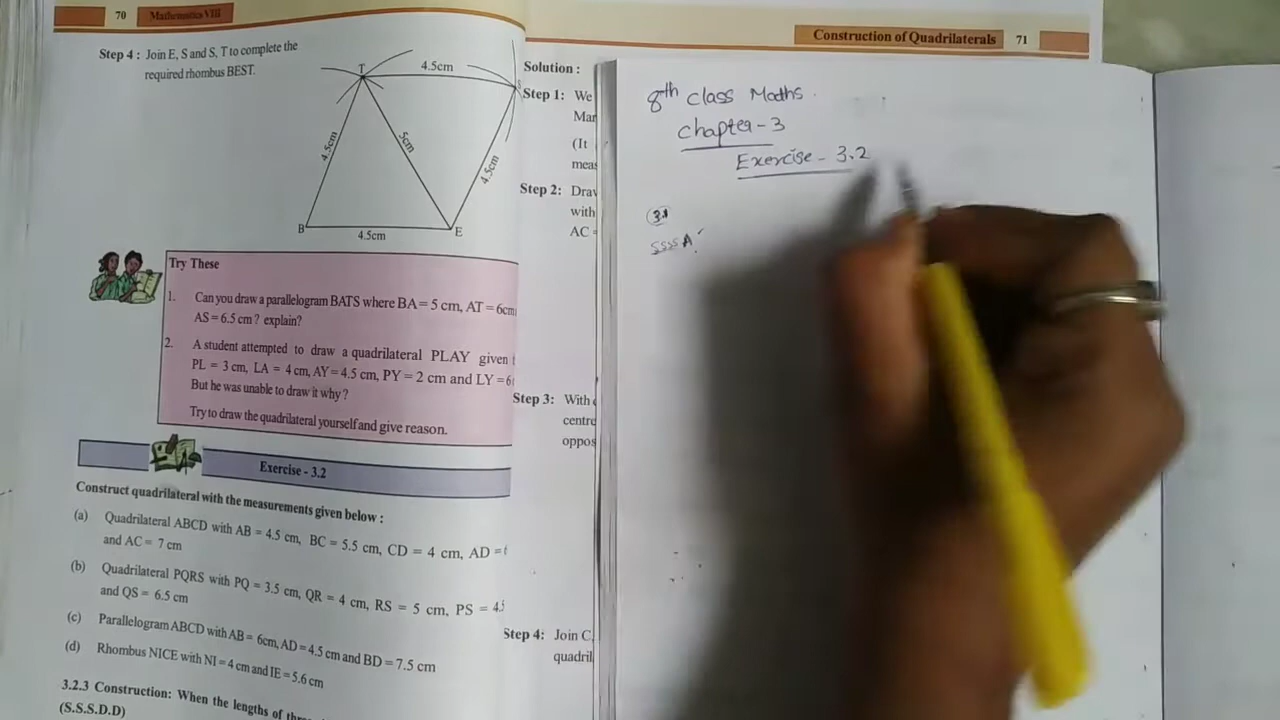 70 Mathematics VIII
Step 4 : Join E, S and S, T to complete the
required rhombus BEST.
T
4.5cm
S
4.5cm
5cm
4.5cm
B
4.5cm
E
Try These
1. Can you draw a parallelogram BATS where BA = 5 cm, AT = 6cm
AS = 6.5 cm ? explain?
2. A student attempted to draw a quadrilateral PLAY given
PL = 3 cm, LA = 4 cm, AY = 4.5 cm, PY = 2 cm and LY = 6
But he was unable to draw it why ?
Try to draw the quadrilateral yourself and give reason.
Exercise - 3.2
Construct quadrilateral with the measurements given below :
(a) Quadrilateral ABCD with AB = 4.5 cm, BC = 5.5 cm, CD = 4 cm, AD =
and AC = 7 cm
(b) Quadrilateral PQRS with PQ = 3.5 cm, QR = 4 cm, RS = 5 cm, PS = 4.5
and QS = 6.5 cm
(c) Parallelogram ABCD with AB = 6cm, AD = 4.5 cm and BD = 7.5 cm
(d) Rhombus NICE with NI = 4 cm and IE = 5.6 cm
3.2.3 Construction: When the lengths of
(S.S.S.D.D)
Construction of Quadrilaterals 71
Solution :
Step 1: We
Mar
(It
meas
Step 2: Draw
with
AC =
Step 3: With
centre
oppos
Step 4: Join C,
quadril
8th class Maths.
Chapter-3
Exercise - 3.2
SSSSA